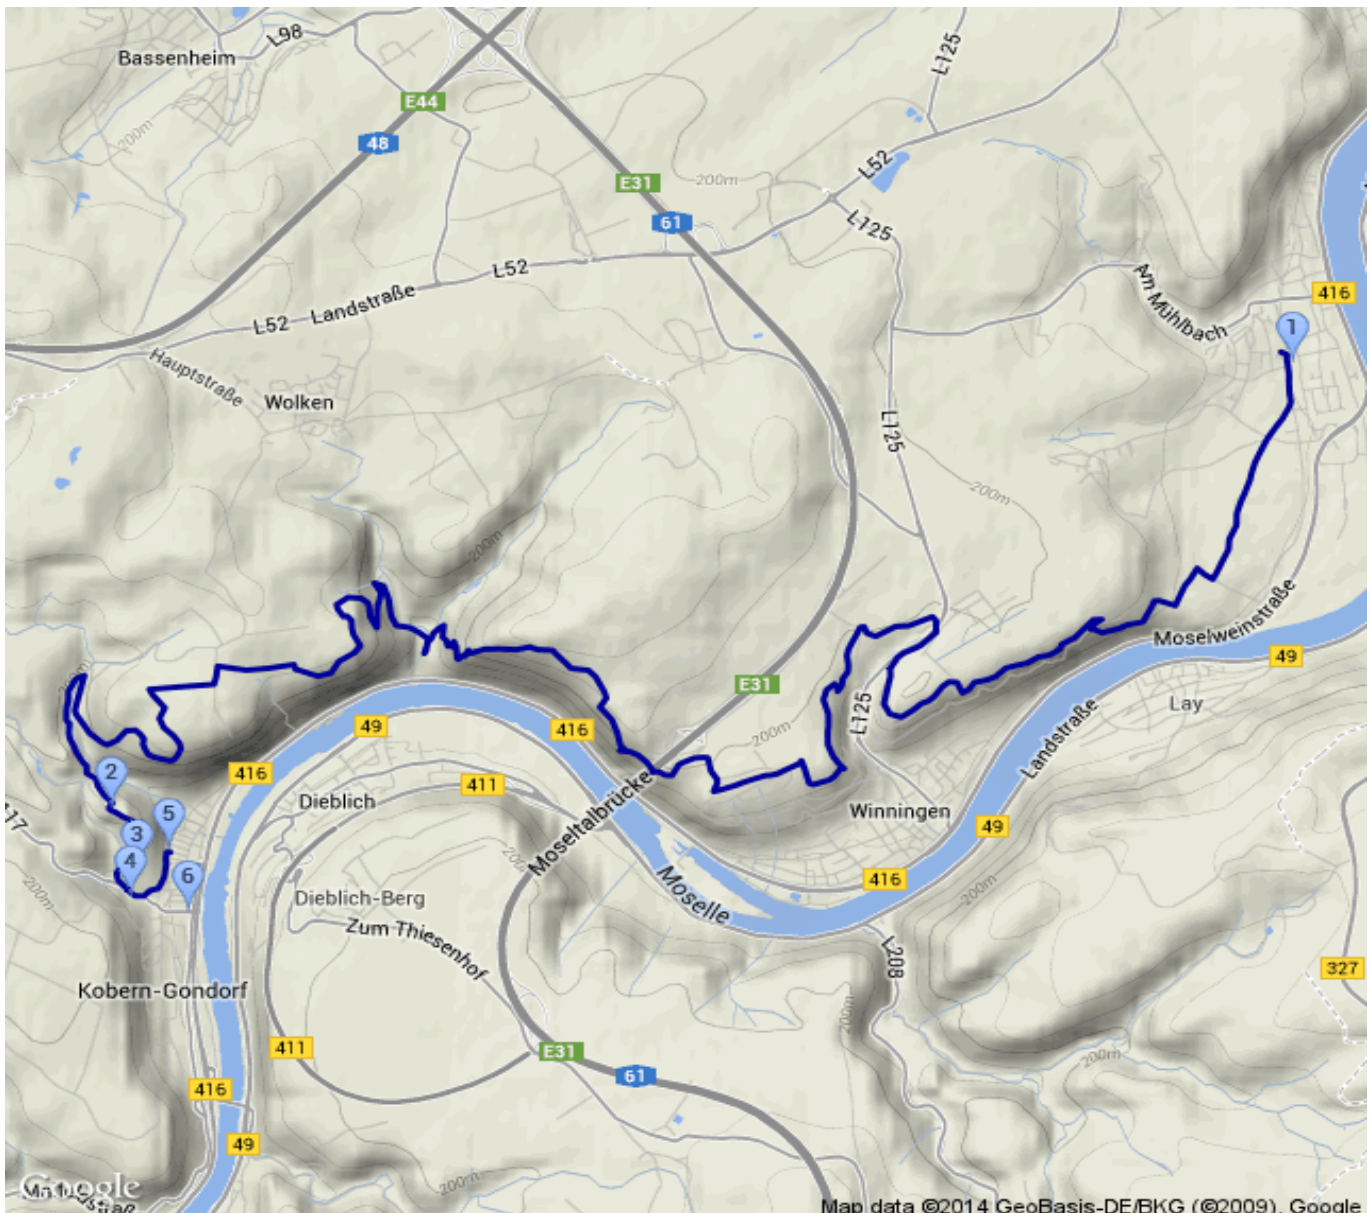 Bassenheim
L98
L125
E44
48
200m
E31
200m
L52
61
L125
L52
Am Mühlbach
416
L52 Landstraße
1
Hauptstraße
Wolken
L125
200m
200m
Moselweinstraße
49
200m
E31
L125
Lay
49
416
200m
Landstraße
416
2
411
Dieblich
Winningen
49
5
3
4
6
Moseltalbrücke
416
200m
200m
Moselle
200m
Dieblich-Berg
Zum Thiesenhof
L208
327
Kobern-Gondorf
200m
411
E31
61
200m
416
49
200m
Google
Map data ©2014 GeoBasis-DE/BKG (©2009), Google